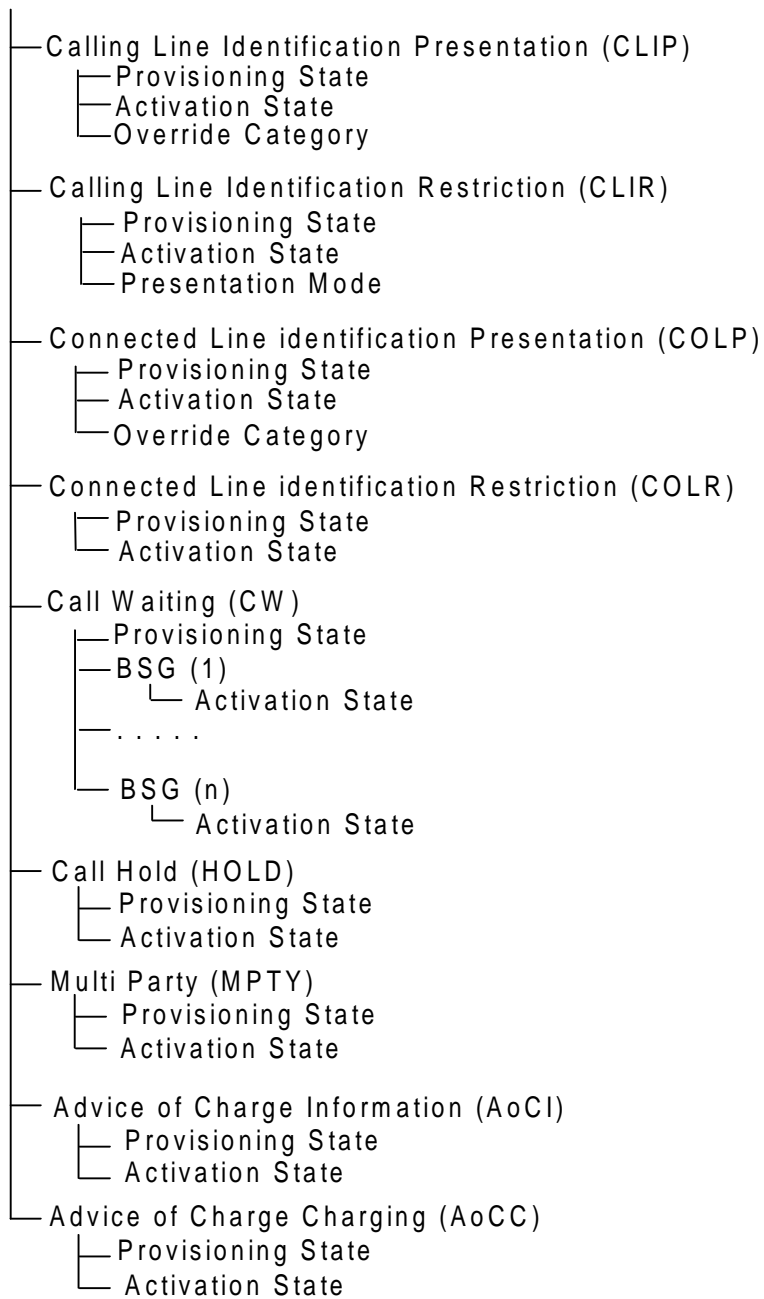 Calling Line Identification Presentation (CLIP)
Provisioning State
Activation State
Override Category
Calling Line Identification Restriction (CLIR)
Provisioning State
Activation State
Presentation Mode
Connected Line identification Presentation (COLP)
Provisioning State
Activation State
Override Category
Connected Line identification Restriction (COLR)
Provisioning State
Activation State
Call Waiting (CW)
Provisioning State
BSG (1)
Activation State
. . . . .
BSG (n)
Activation State
Call Hold (HOLD)
Provisioning State
Activation State
Multi Party (MPTY)
Provisioning State
Activation State
Advice of Charge Information (AoCI)
Provisioning State
Activation State
Advice of Charge Charging (AoCC)
Provisioning State
Activation State